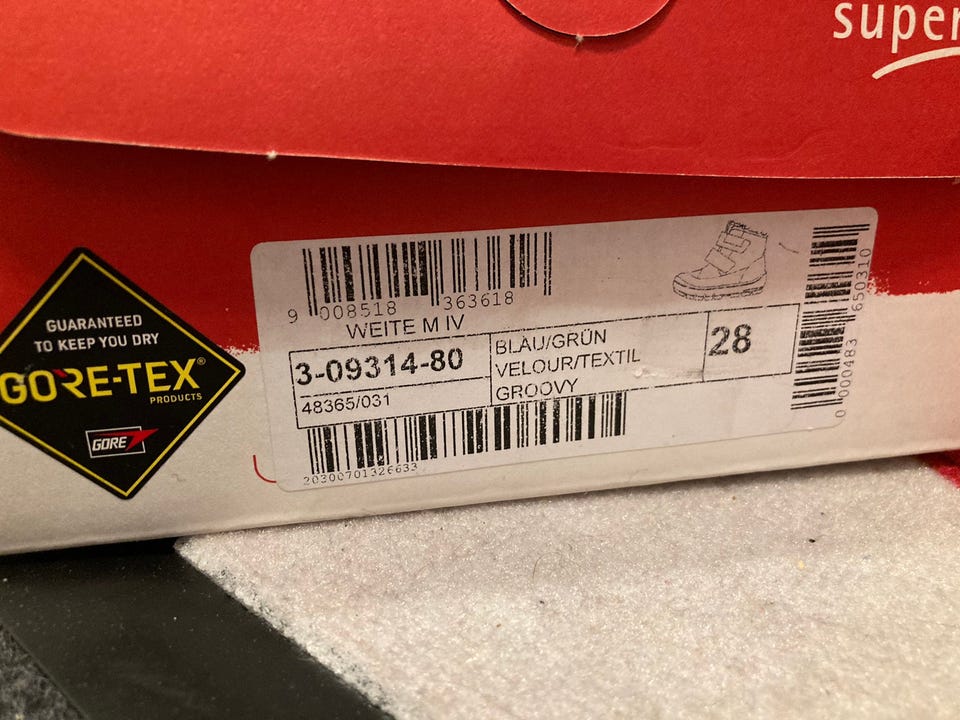 super
GUARANTEED
TO KEEP YOU DRY
GORE-TEX®
PRODUCTS
GORE
9 008518 363618
WEITE M IV
3-09314-80
48365/031
BLAU/GRÜN
VELOUR/TEXTIL
GROOVY
28
20300701326633
0 000483 650310